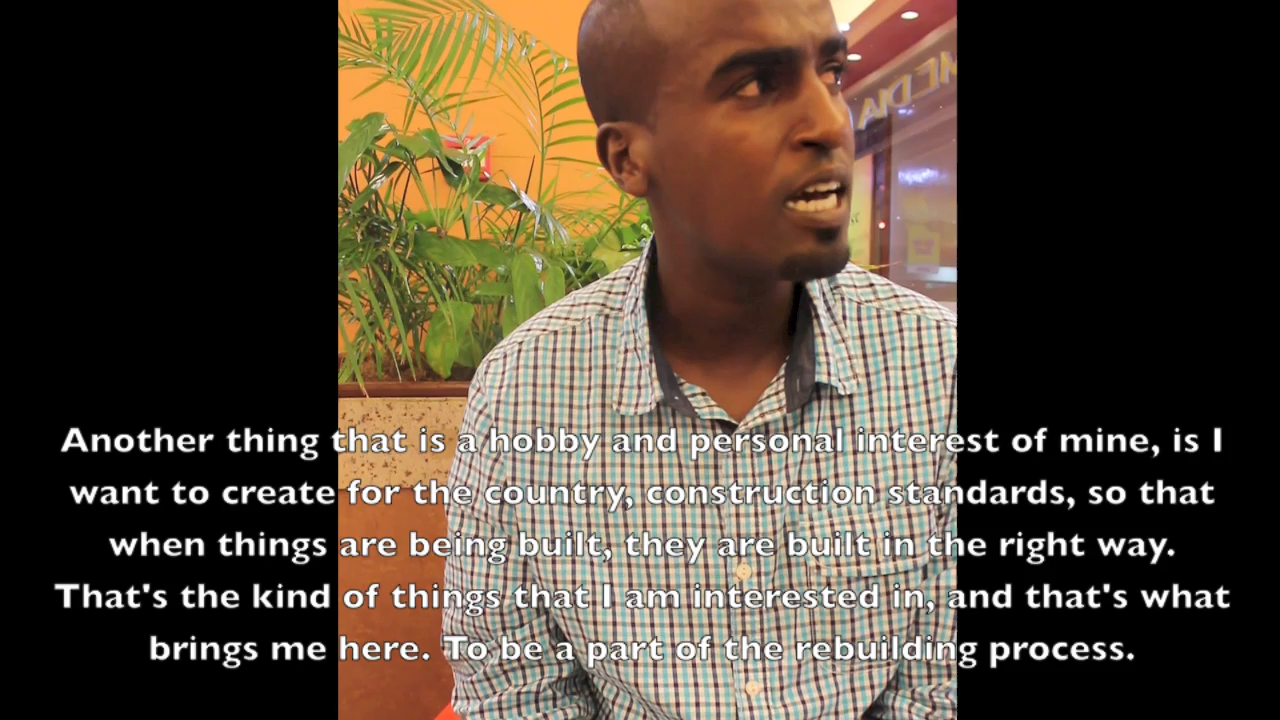 MEDIA
Another thing that is a hobby and personal interest of mine, is I
want to create for the country, construction standards, so that
when things are being built, they are built in the right way.
That's the kind of things that I am interested in, and that's what
brings me here. To be a part of the rebuilding process.